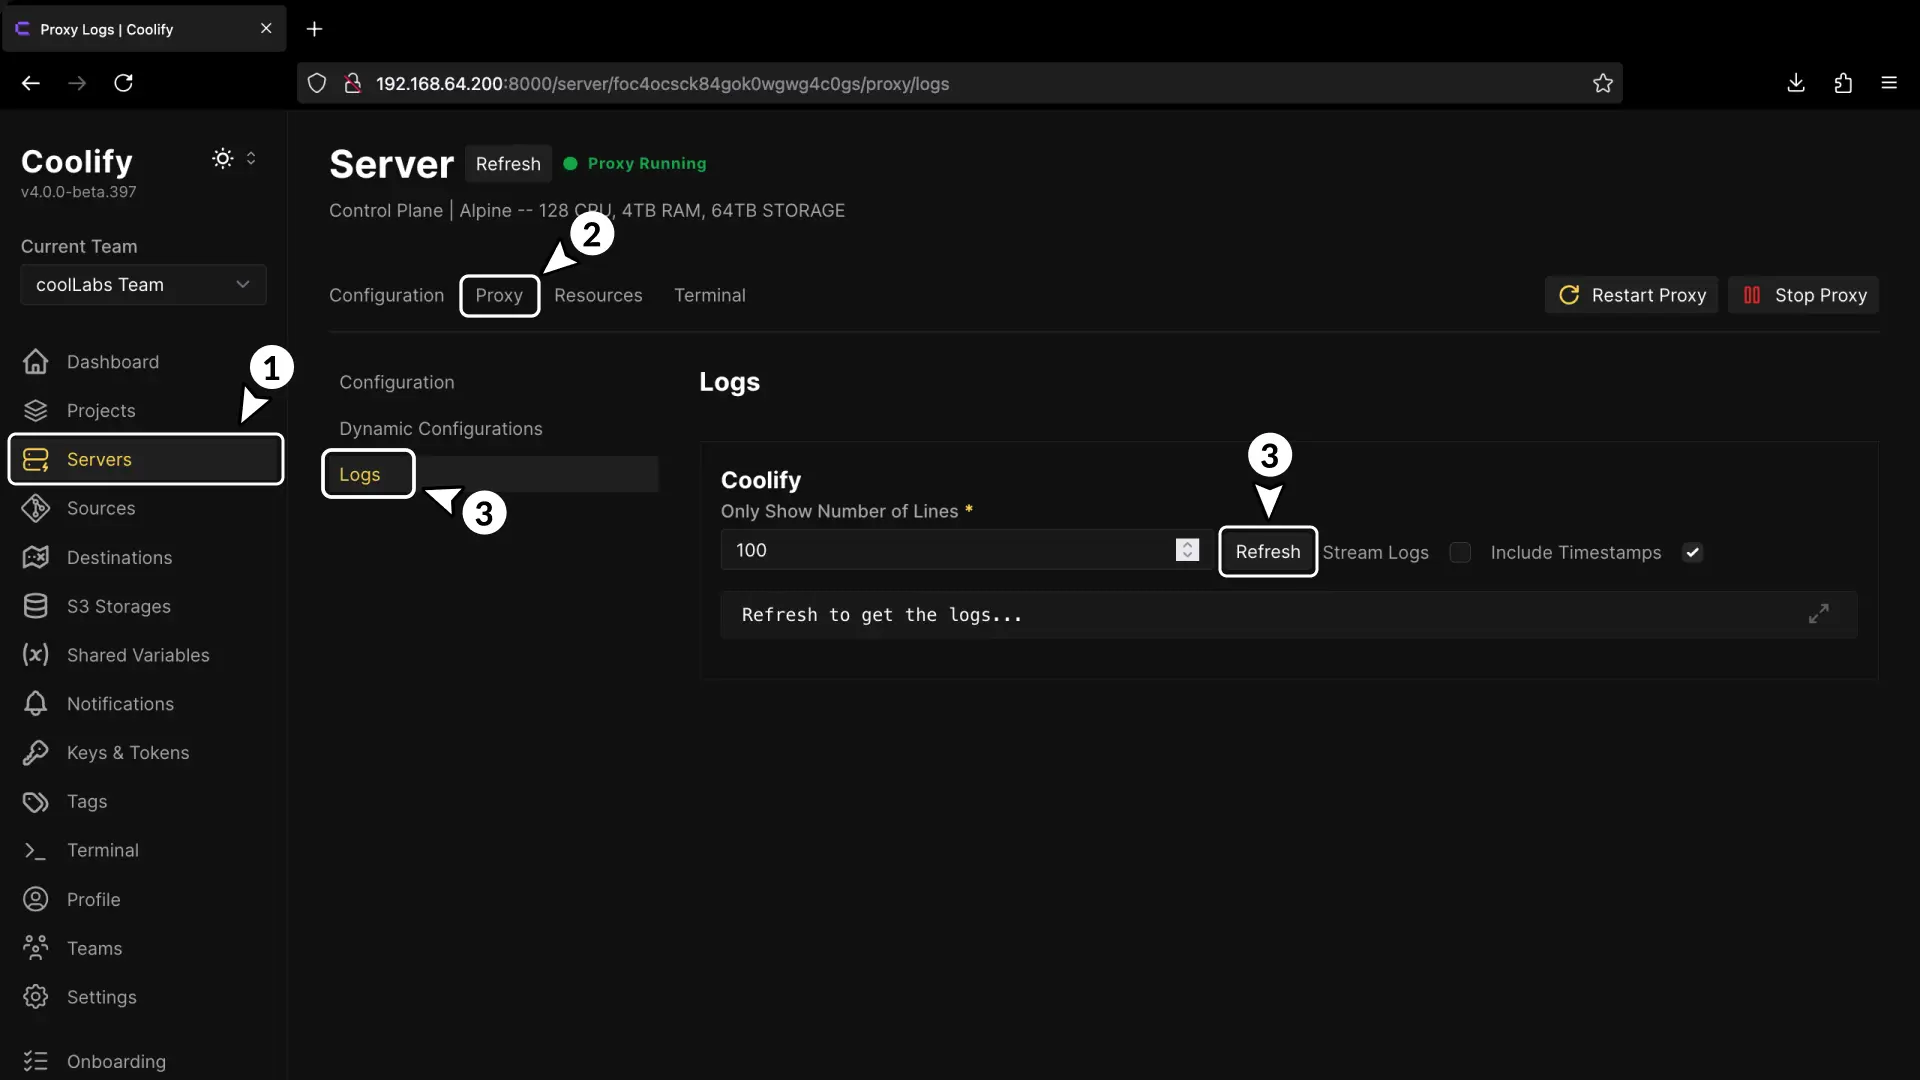 Proxy Logs | Coolify
192.168.64.200:8000/server/foc4ocsck84gok0wgwg4c0gs/proxy/logs
Coolify
v4.0.0-beta.397
Current Team
coolLabs Team
Dashboard
1
Projects
Servers
Sources
Destinations
S3 Storages
Shared Variables
Notifications
Keys & Tokens
Tags
Terminal
Profile
Teams
Settings
Onboarding
Server Refresh Proxy Running
Control Plane | Alpine -- 128 CPU, 4TB RAM, 64TB STORAGE
2
Configuration Proxy Resources Terminal Restart Proxy Stop Proxy
Configuration
Dynamic Configurations
Logs
3
Logs
Coolify
3
Only Show Number of Lines *
100 Refresh Stream Logs Include Timestamps
Refresh to get the logs...